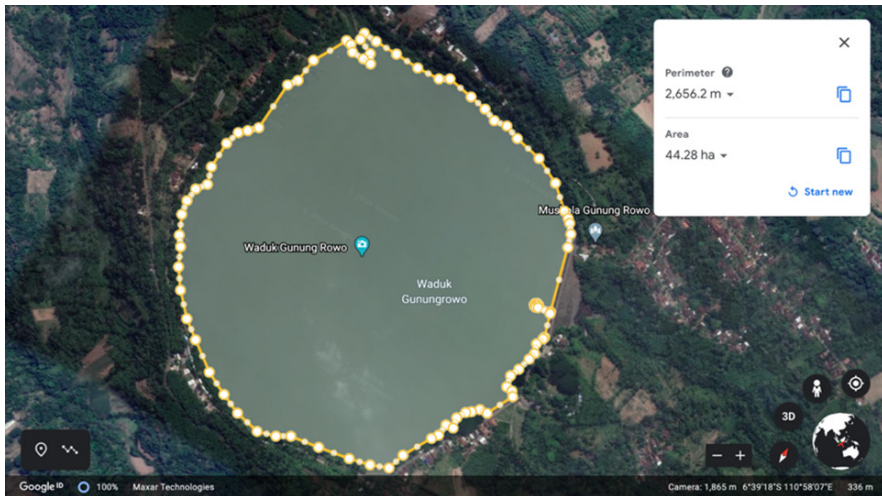 Perimeter
2,656.2 m
Area
44.28 ha
Start new
Waduk Gunung Rowo
Waduk
Gunungrowo
Gunung Rowo
3D
Google ID 100% Maxar Technologies
Camera: 1,865 m 6°39'18"S 110°58'07"E 336 m